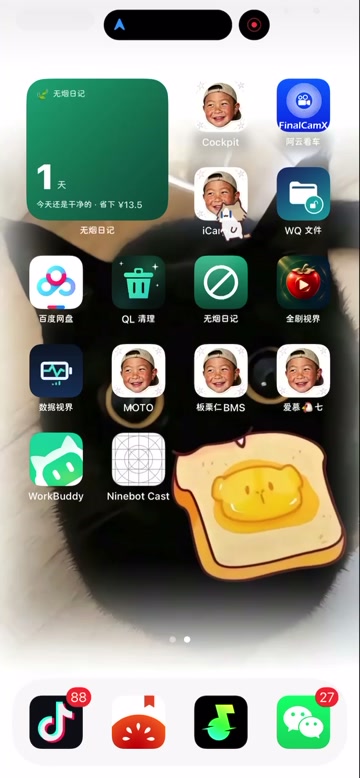 无烟日记
1 天
今天还是干净的 · 省下 ¥13.5
无烟日记
Cockpit
FinalCamX
阿云看车
WQ 文件
百度网盘
QL 清理
无烟日记
全剧视界
数据视界
MOTO
板栗仁BMS
爱慕🐴七
WorkBuddy
Ninebot Cast
88
27